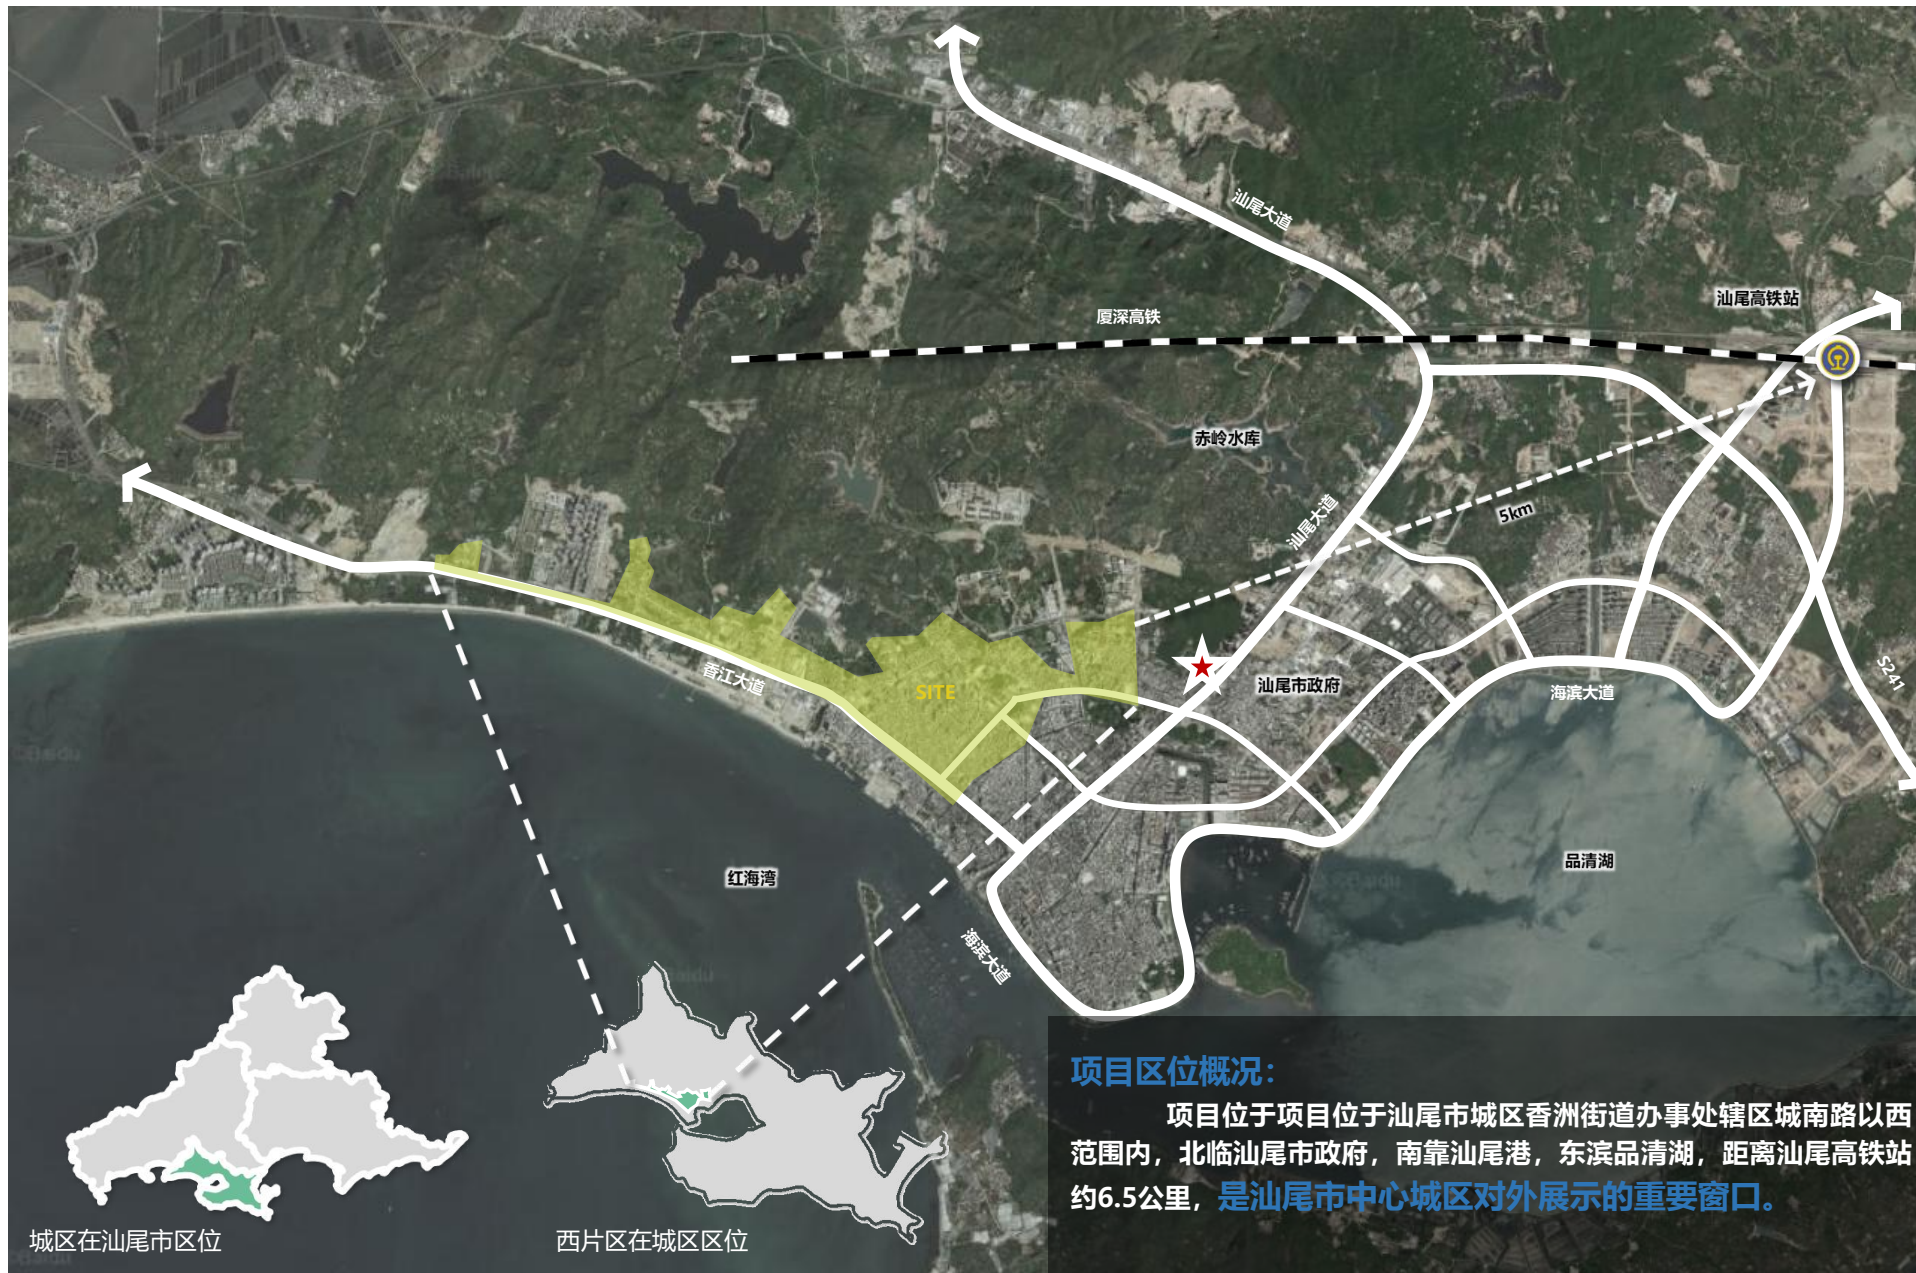 汕尾大道
汕尾高铁站
厦深高铁
赤岭水库
5km
汕尾大道
S241
香江大道
SITE
汕尾市政府
海滨大道
品清湖
红海湾
海滨大道
项目区位概况：
项目位于项目位于汕尾市城区香洲街道办事处辖区城南路以西
范围内，北临汕尾市政府，南靠汕尾港，东滨品清湖，距离汕尾高铁站
约6.5公里，是汕尾市中心城区对外展示的重要窗口。
城区在汕尾市区位
西片区在城区区位